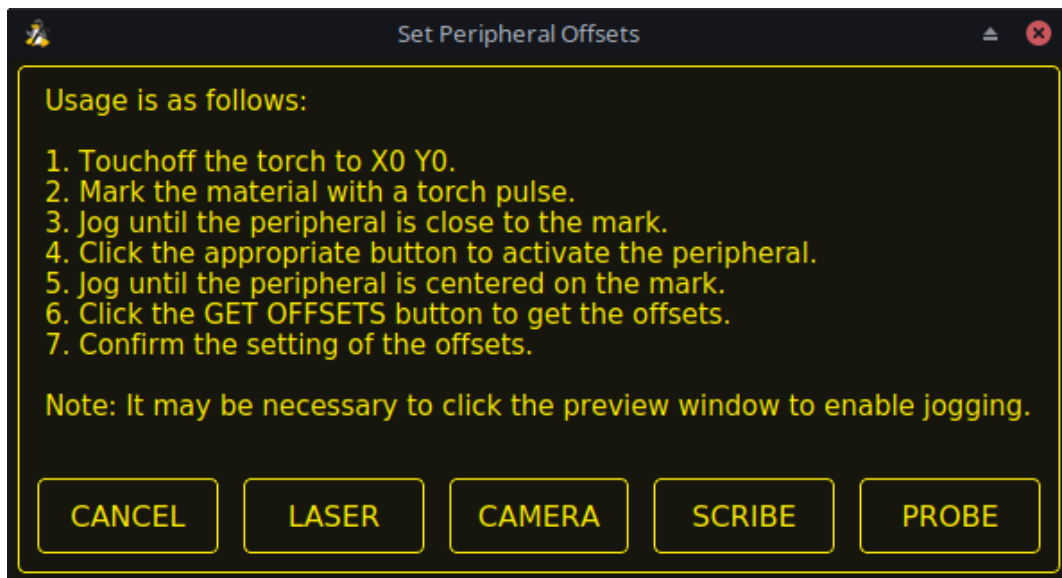 Set Peripheral Offsets
Usage is as follows:
1. Touchoff the torch to X0 Y0.
2. Mark the material with a torch pulse.
3. Jog until the peripheral is close to the mark.
4. Click the appropriate button to activate the peripheral.
5. Jog until the peripheral is centered on the mark.
6. Click the GET OFFSETS button to get the offsets.
7. Confirm the setting of the offsets.
Note: It may be necessary to click the preview window to enable jogging.
CANCEL LASER CAMERA SCRIBE PROBE